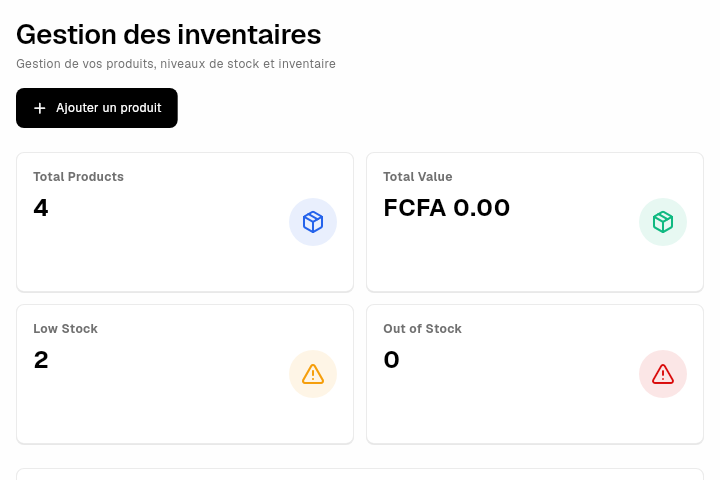 Gestion des inventaires
Gestion de vos produits, niveaux de stock et inventaire
Ajouter un produit
Total Products
4
Total Value
FCFA 0.00
Low Stock
2
Out of Stock
0